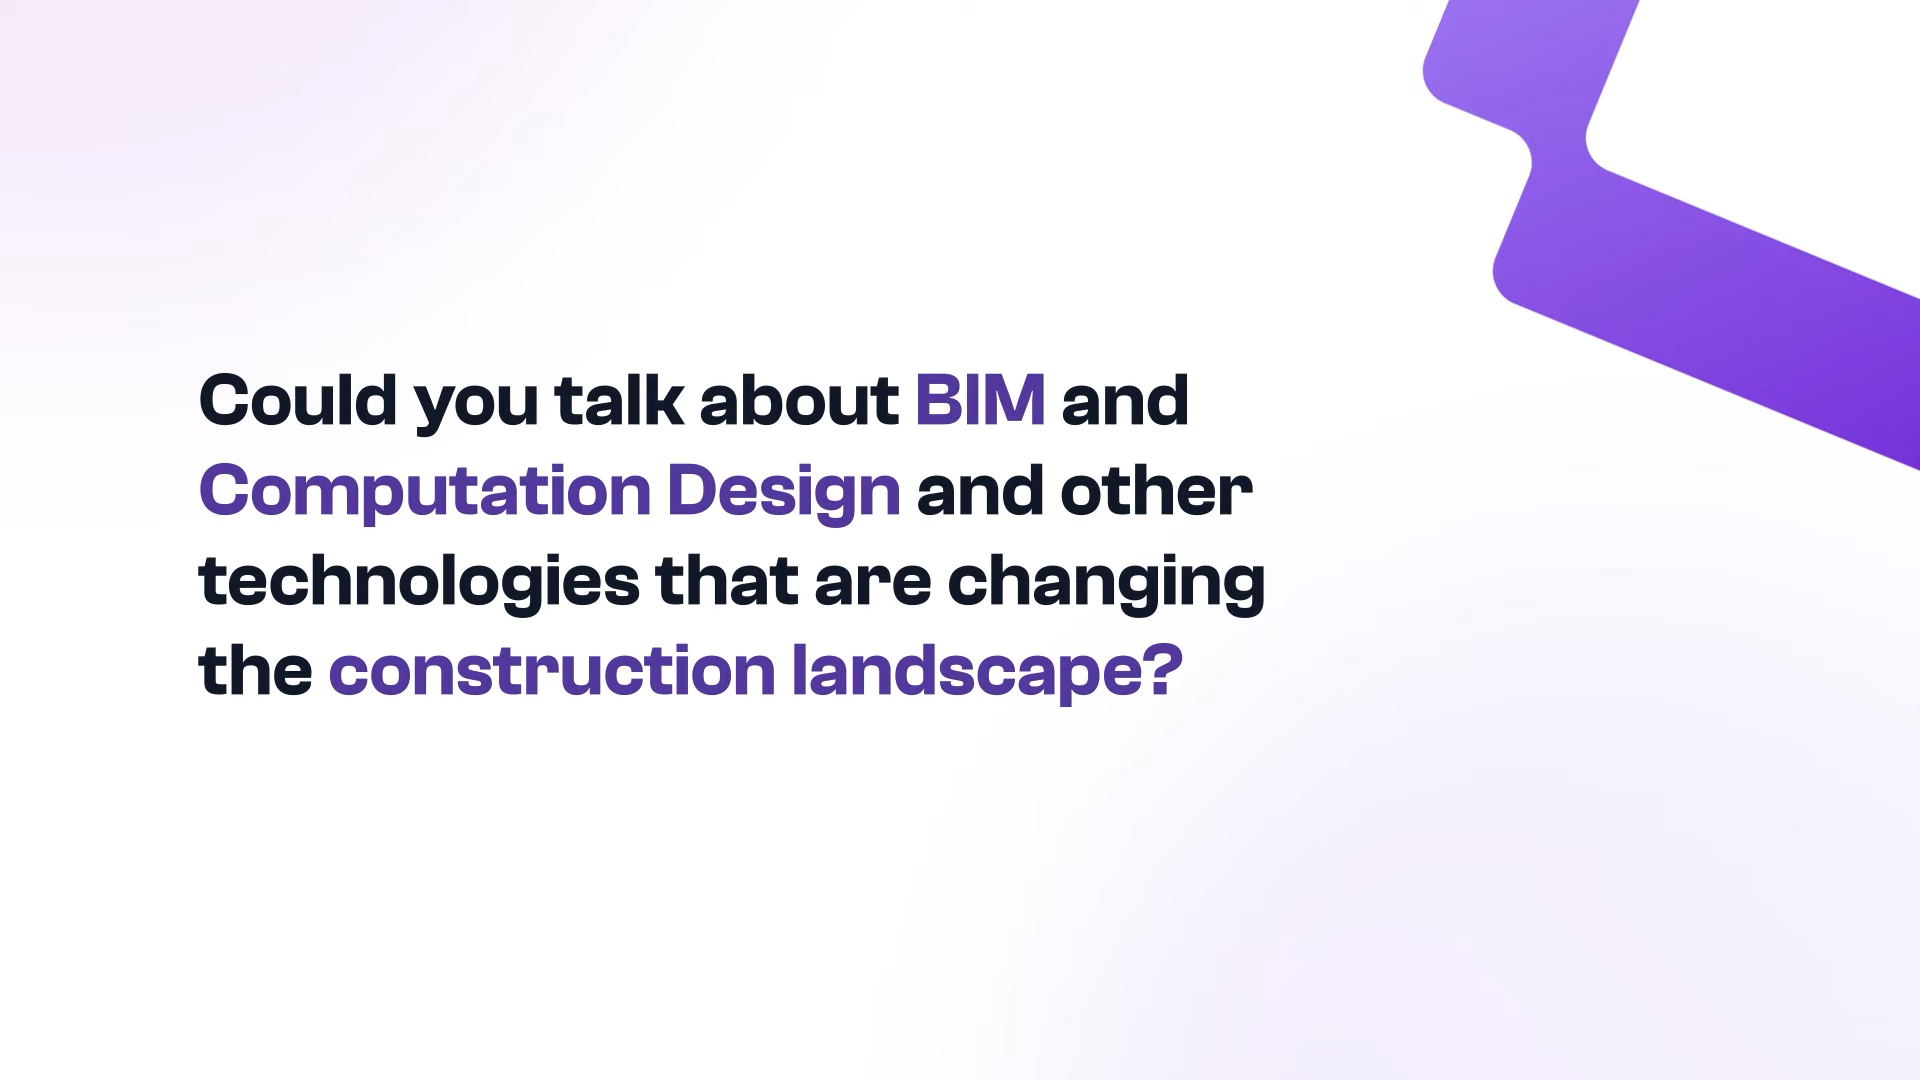 Could you talk about BIM and
Computation Design and other
technologies that are changing
the construction landscape?